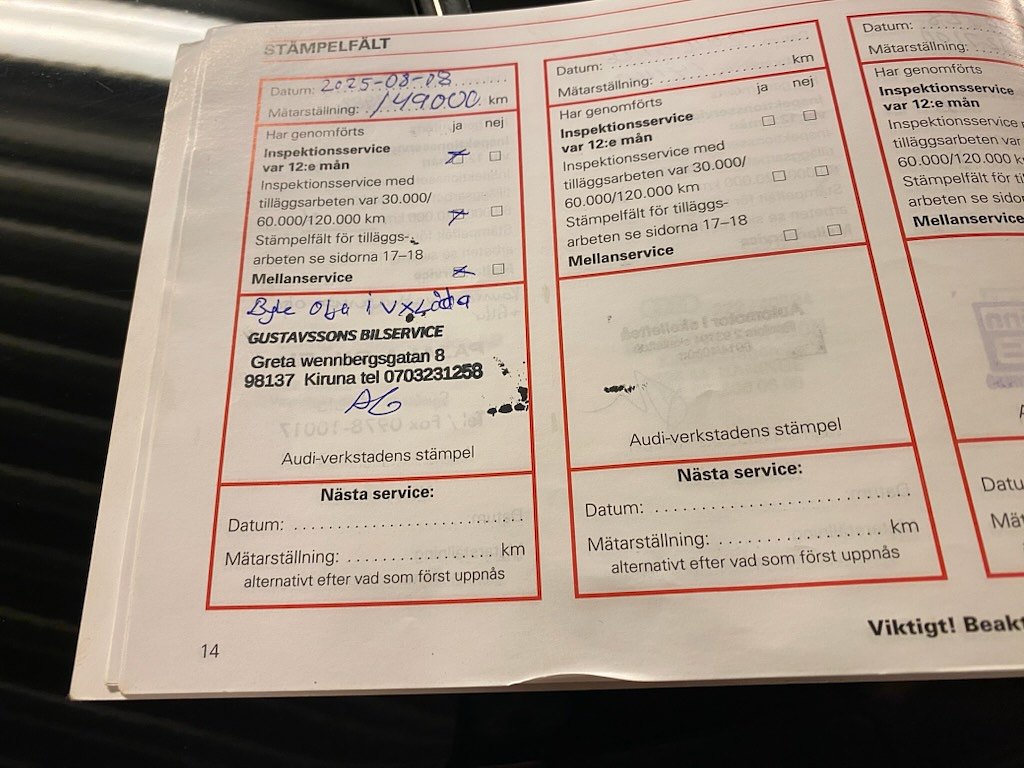 STÄMPELFÄLT
Datum: 2025-08-08
Mätarställning: 149000 km
Har genomförts ja nej
Inspektionsservice
var 12:e mån
Inspektionsservice med
tilläggsarbeten var 30.000/
60.000/120.000 km
Stämpelfält för tilläggs-
arbeten se sidorna 17–18
Mellanservice
Byte olja i växlåda
GUSTAVSSONS BILSERVICE
Greta wennbergsgatan 8
98137 Kiruna tel 0703231258
AG
Audi-verkstadens stämpel
Nästa service:
Datum: ............................
Mätarställning: .................... km
alternativt efter vad som först uppnås
14
Datum: ............................
Mätarställning: .................... km
Har genomförts ja nej
Inspektionsservice
var 12:e mån
Inspektionsservice med
tilläggsarbeten var 30.000/
60.000/120.000 km
Stämpelfält för tilläggs-
arbeten se sidorna 17–18
Mellanservice
Audi-verkstadens stämpel
Nästa service:
Datum: ............................
Mätarställning: .................... km
alternativt efter vad som först uppnås
Datum: ..............
Mätarställning: ........
Har genomförts
Inspektionsservice
var 12:e mån
Inspektionsservice
tilläggsarbeten var
60.000/120.000 k
Stämpelfält för til
arbeten se sidor
Mellanservice
Datu
Mät
Viktigt! Beakt